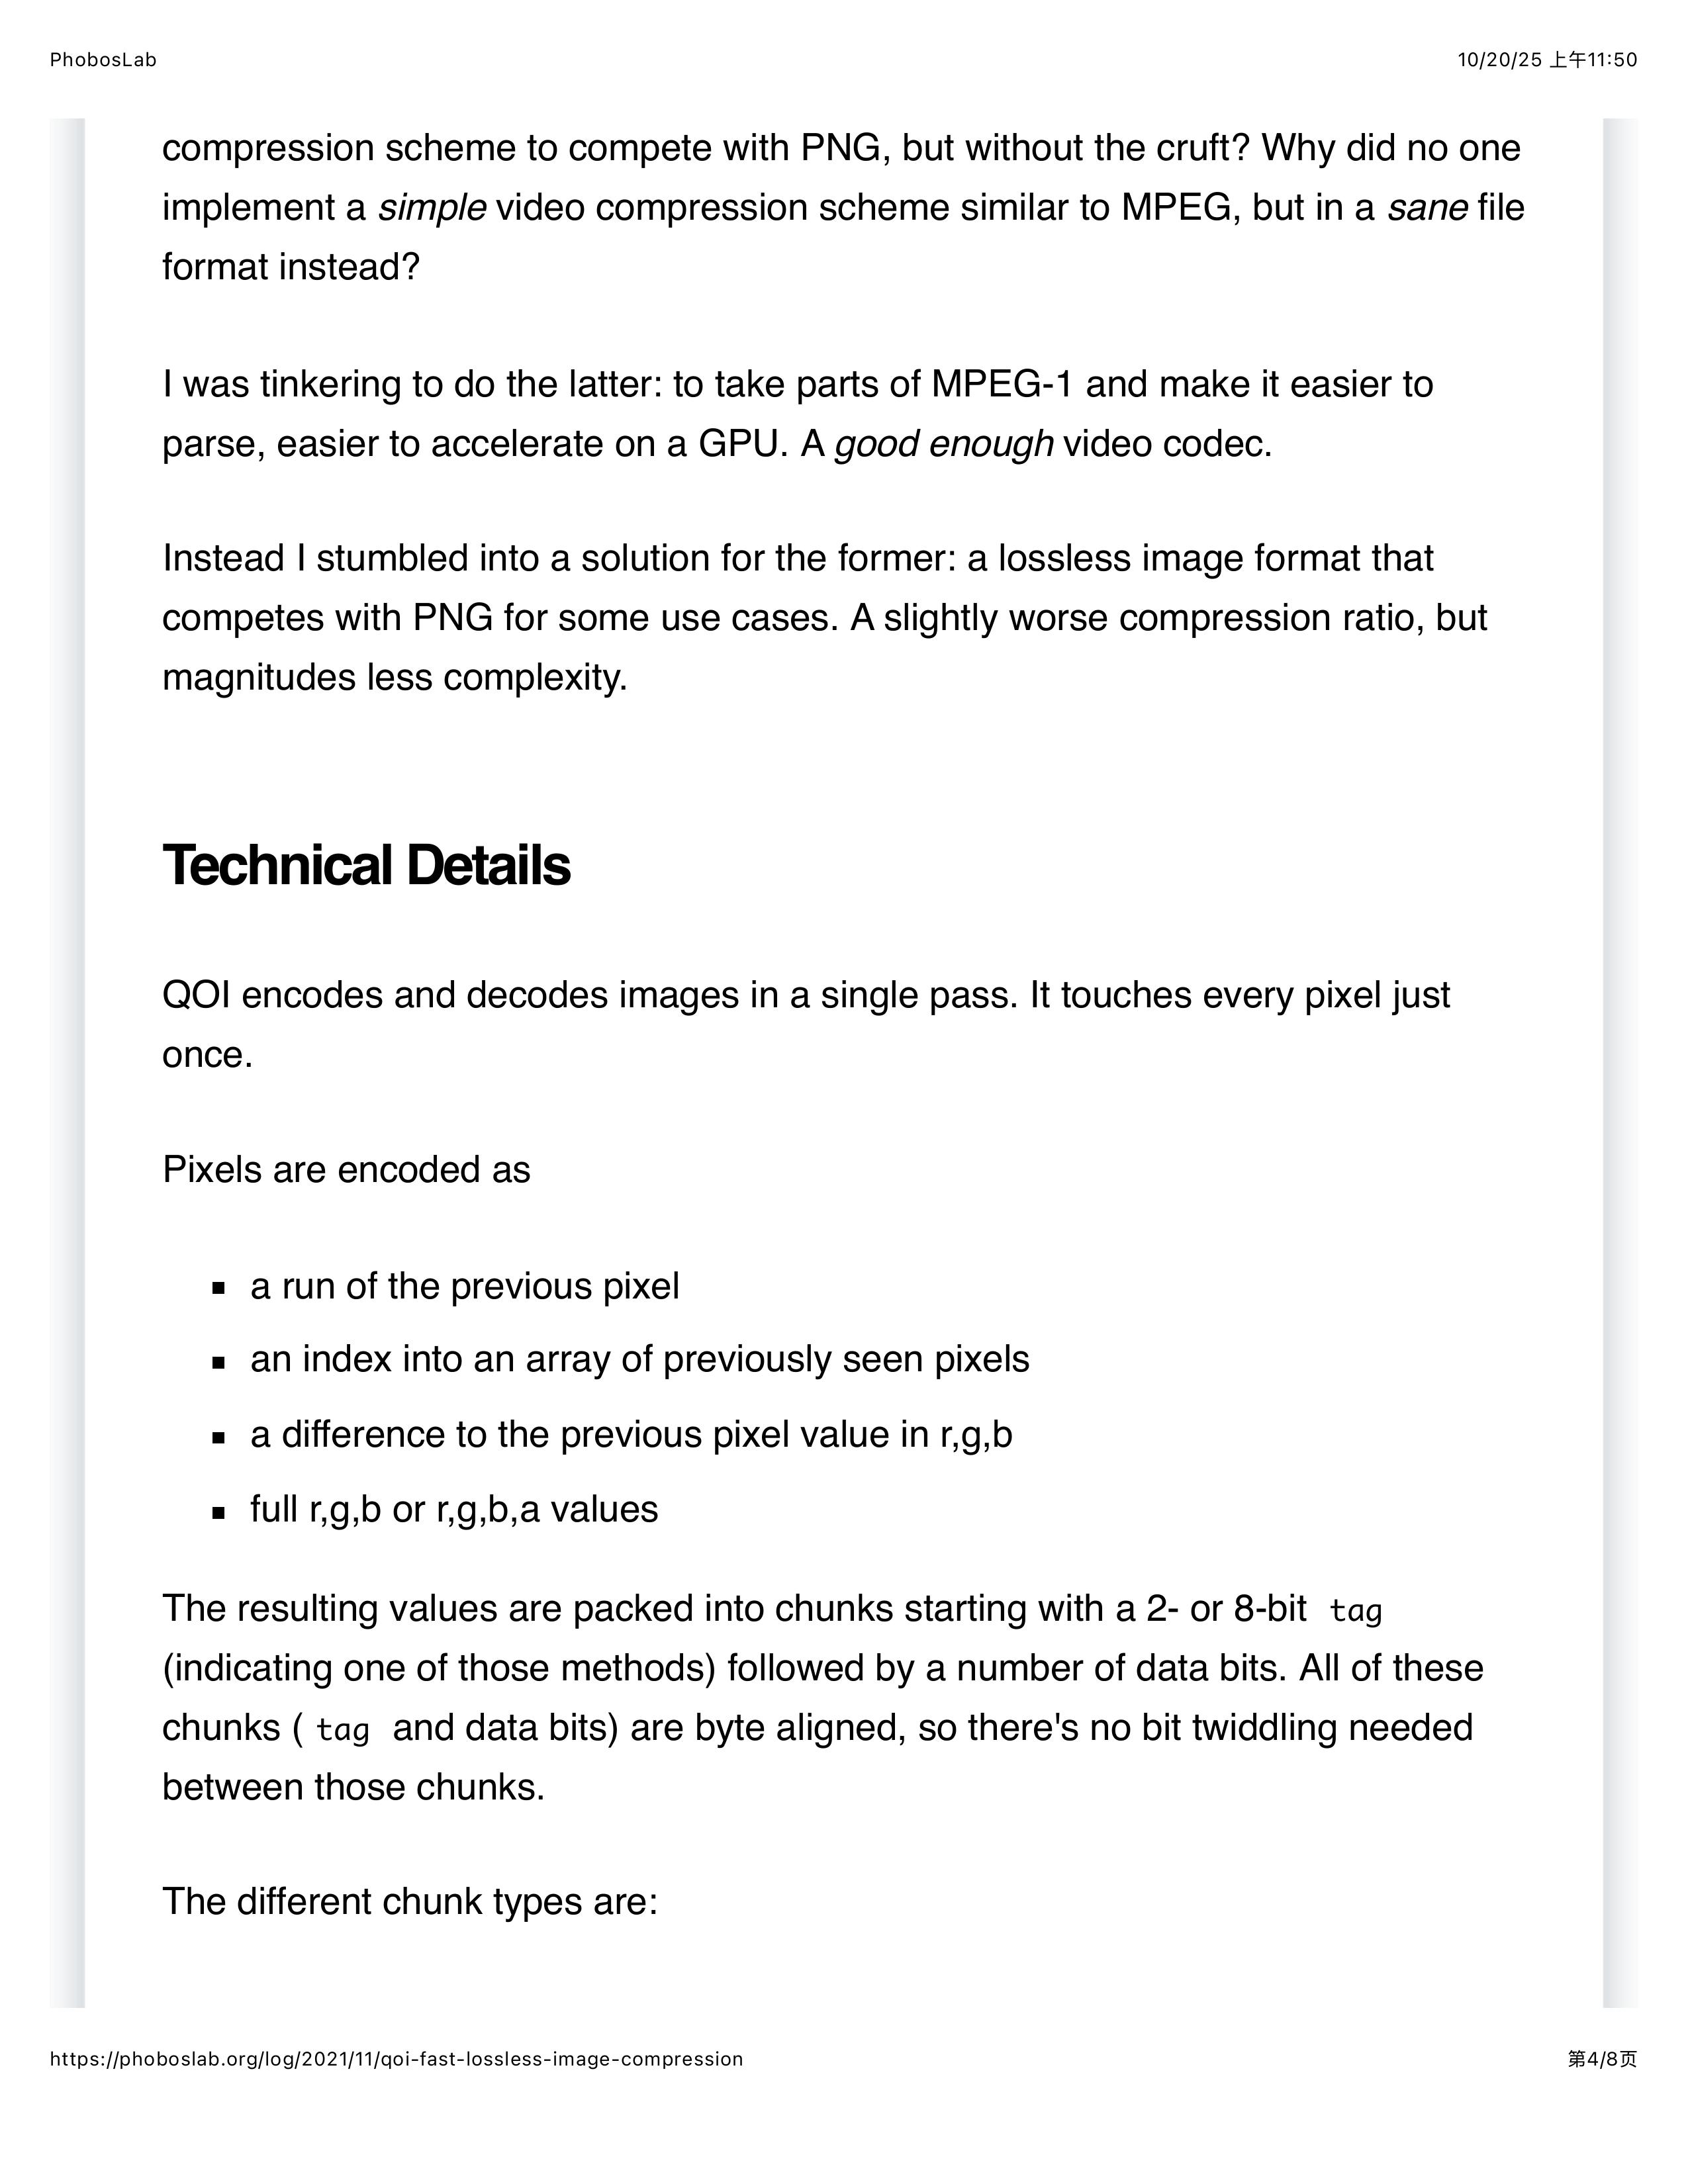 PhobosLab
10/20/25 上午11:50
compression scheme to compete with PNG, but without the cruft? Why did no one
implement a simple video compression scheme similar to MPEG, but in a sane file
format instead?
I was tinkering to do the latter: to take parts of MPEG-1 and make it easier to
parse, easier to accelerate on a GPU. A good enough video codec.
Instead I stumbled into a solution for the former: a lossless image format that
competes with PNG for some use cases. A slightly worse compression ratio, but
magnitudes less complexity.
Technical Details
QOI encodes and decodes images in a single pass. It touches every pixel just
once.
Pixels are encoded as
▪ a run of the previous pixel
▪ an index into an array of previously seen pixels
▪ a difference to the previous pixel value in r,g,b
▪ full r,g,b or r,g,b,a values
The resulting values are packed into chunks starting with a 2- or 8-bit tag
(indicating one of those methods) followed by a number of data bits. All of these
chunks ( tag and data bits) are byte aligned, so there's no bit twiddling needed
between those chunks.
The different chunk types are:
https://phoboslab.org/log/2021/11/qoi-fast-lossless-image-compression
第4/8页